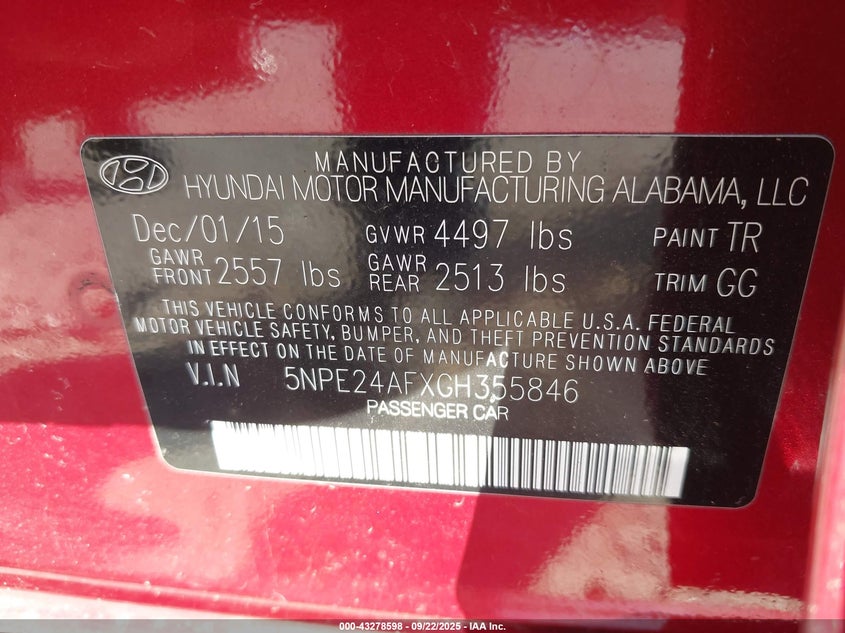 MANUFACTURED BY
HYUNDAI MOTOR MANUFACTURING ALABAMA, LLC
Dec/01/15 GVWR 4497 lbs PAINT TR
GAWR FRONT 2557 lbs GAWR REAR 2513 lbs TRIM GG
THIS VEHICLE CONFORMS TO ALL APPLICABLE U.S.A. FEDERAL
MOTOR VEHICLE SAFETY, BUMPER, AND THEFT PREVENTION STANDARDS
IN EFFECT ON THE DATE OF MANUFACTURE SHOWN ABOVE
V.I.N 5NPE24AFXGH355846
PASSENGER CAR
000-43278598 - 09/22/2025 - IAA Inc.